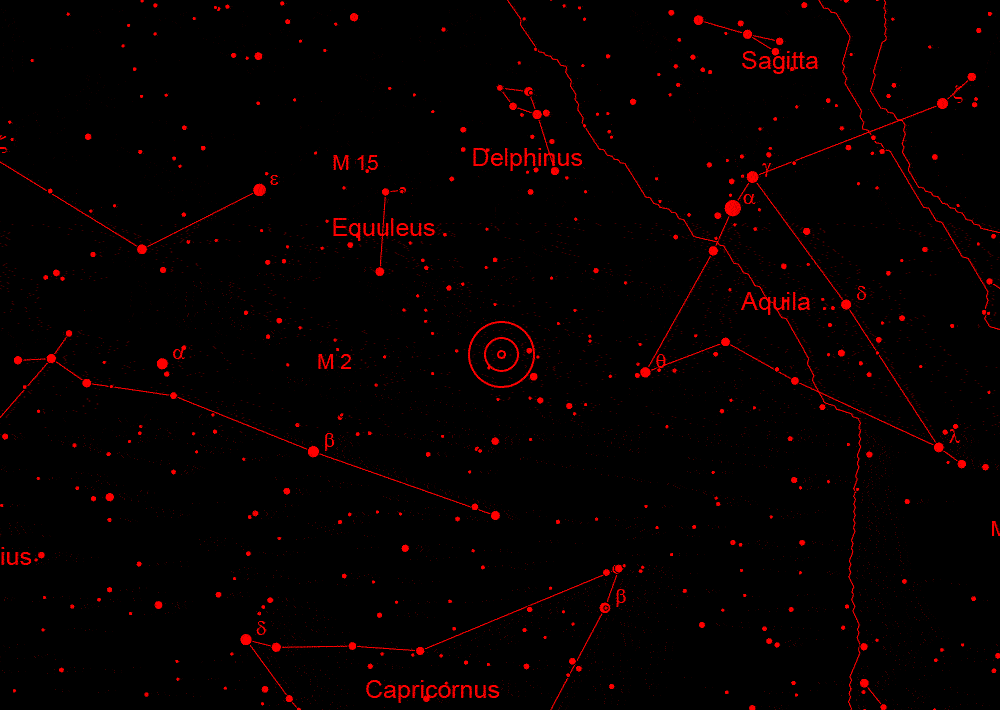 Sagitta
ζ
M 15
Delphinus
γ
ε
α
Equuleus
δ
Aquila
α
M 2
θ
β
λ
ius
M
β
δ
Capricornus